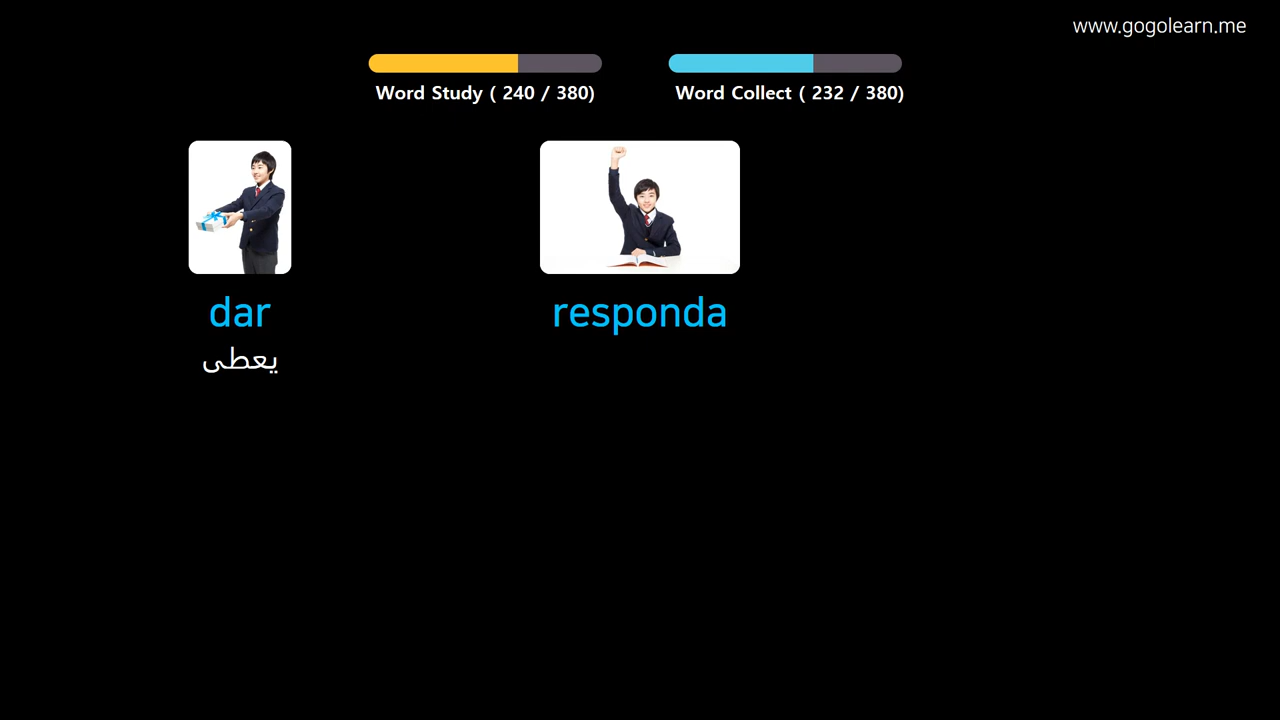 www.gogolearn.me
Word Study ( 240 / 380)
Word Collect ( 232 / 380)
dar
يعطى
responda